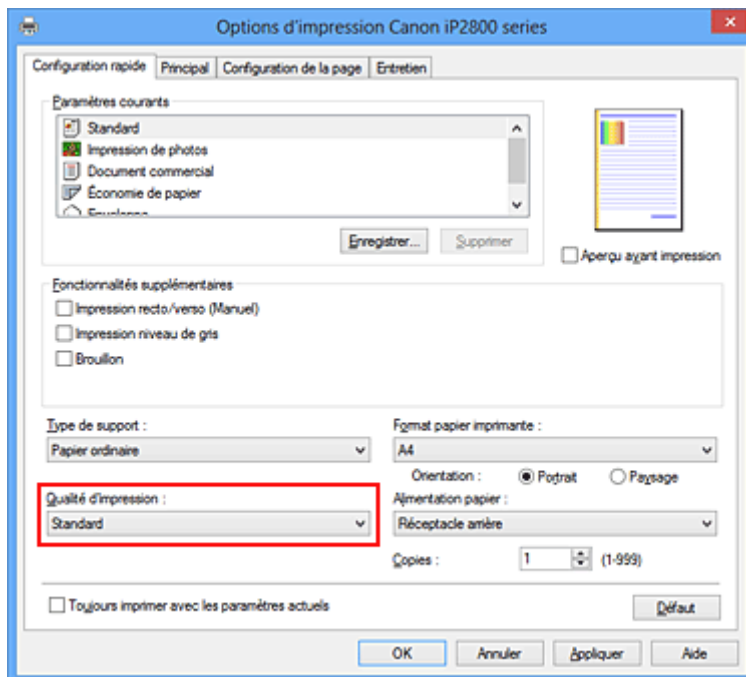 Options d'impression Canon iP2800 series
Configuration rapide Principal Configuration de la page Entretien
Paramètres courants
Standard
Impression de photos
Document commercial
Économie de papier
Enregistrer... Supprimer
Aperçu avant impression
Fonctionnalités supplémentaires
Impression recto/verso (Manuel)
Impression niveau de gris
Brouillon
Type de support : Format papier imprimante :
Papier ordinaire A4
Orientation : Portrait Paysage
Qualité d'impression : Alimentation papier :
Standard Réceptacle arrière
Copies : 1 (1-999)
Toujours imprimer avec les paramètres actuels Défaut
OK Annuler Appliquer Aide